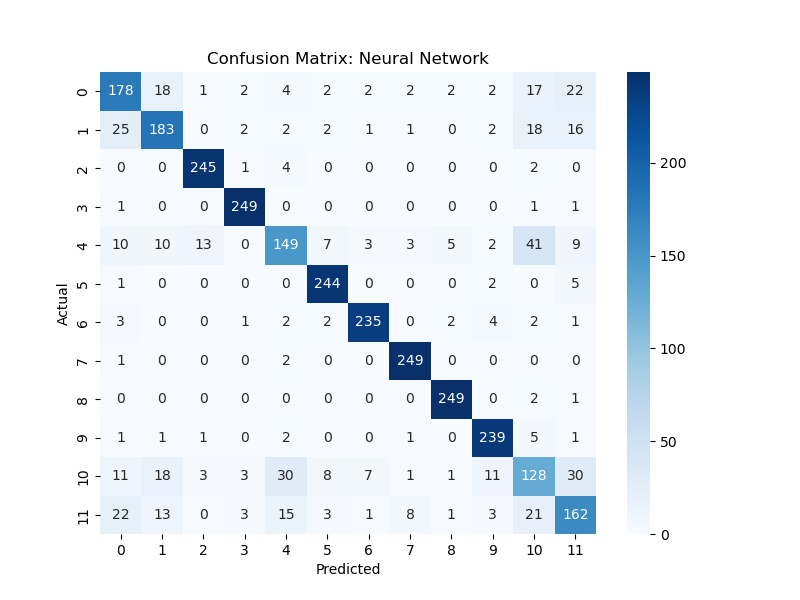 Confusion Matrix: Neural Network
0 178 18 1 2 4 2 2 2 2 2 17 22
1 25 183 0 2 2 2 1 1 0 2 18 16
2 0 0 245 1 4 0 0 0 0 0 2 0
3 1 0 0 249 0 0 0 0 0 0 1 1
4 10 10 13 0 149 7 3 3 5 2 41 9
5 1 0 0 0 0 244 0 0 0 2 0 5
6 3 0 0 1 2 2 235 0 2 4 2 1
7 1 0 0 0 2 0 0 249 0 0 0 0
8 0 0 0 0 0 0 0 0 249 0 2 1
9 1 1 1 0 2 0 0 1 0 239 5 1
10 11 18 3 3 30 8 7 1 1 11 128 30
11 22 13 0 3 15 3 1 8 1 3 21 162
0 1 2 3 4 5 6 7 8 9 10 11
Predicted
Actual
200
150
100
50
0